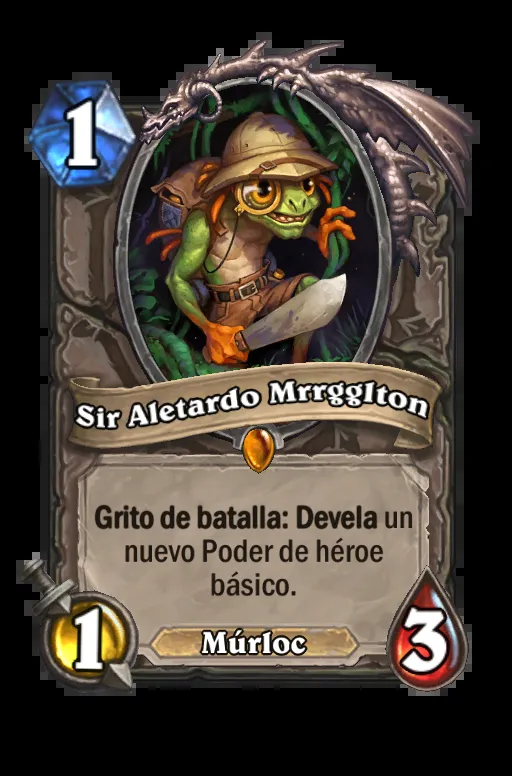 1
Sir Aletardo Mrrgglton
Grito de batalla: Devela un
nuevo Poder de héroe
básico.
1
Múrloc
3